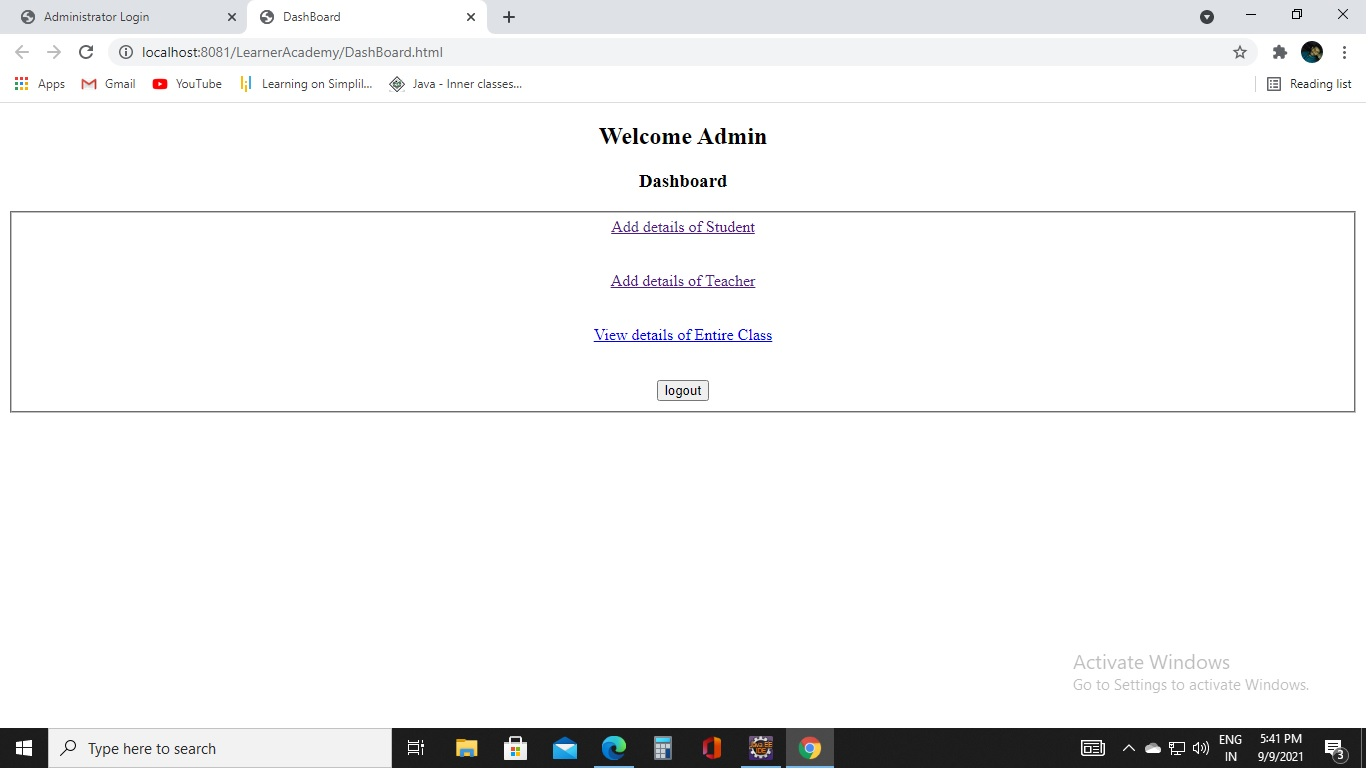 Administrator Login
DashBoard
localhost:8081/LearnerAcademy/DashBoard.html
Apps
Gmail
YouTube
Learning on Simplil...
Java - Inner classes...
Reading list
Welcome Admin
Dashboard
Add details of Student
Add details of Teacher
View details of Entire Class
logout
Activate Windows
Go to Settings to activate Windows.
Type here to search
ENG
IN
5:41 PM
9/9/2021
3